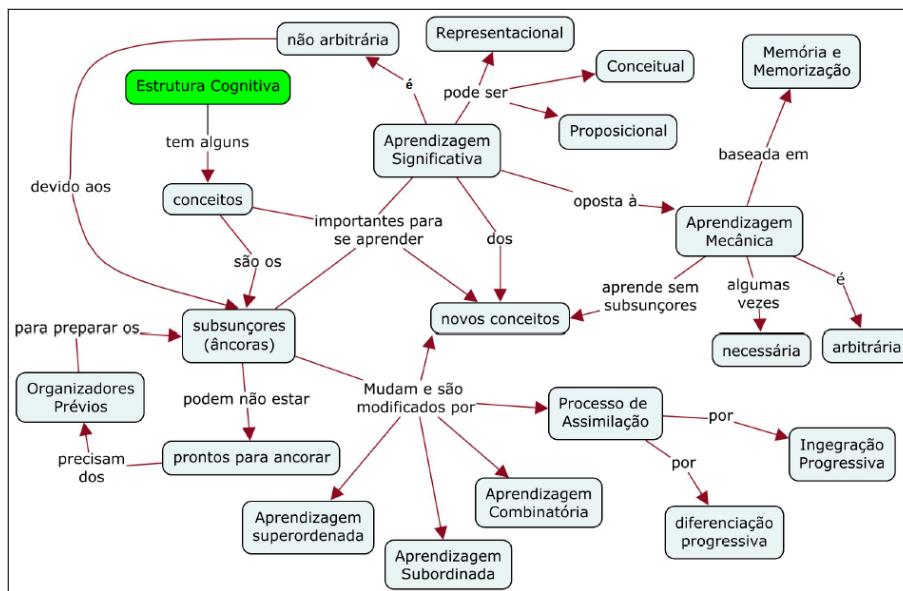 não arbitrária
Representacional
Memória e
Memorização
Estrutura Cognitiva
é
pode ser
Conceitual
Proposicional
tem alguns
Aprendizagem
Significativa
baseada em
devido aos
conceitos
importantes para
se aprender
oposta à
Aprendizagem
Mecânica
são os
dos
aprende sem
subsunçores
algumas
vezes
é
para preparar os
subsunçores
(âncoras)
novos conceitos
necessária
arbitrária
Organizadores
Prévios
podem não estar
Mudam e são
modificados por
Processo de
Assimilação
por
Ingegração
Progressiva
precisam
dos
prontos para ancorar
por
Aprendizagem
superordenada
Aprendizagem
Combinatória
diferenciação
progressiva
Aprendizagem
Subordinada